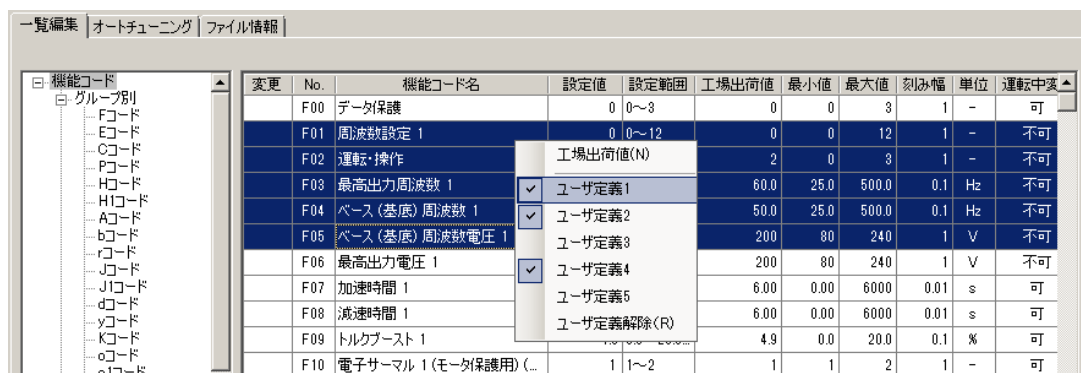 一覧編集 オートチューニング ファイル情報
機能コード
グループ別
Fコード
Eコード
Cコード
Pコード
Hコード
H1コード
Aコード
bコード
rコード
Jコード
J1コード
dコード
yコード
Kコード
oコード
変更 No. 機能コード名 設定値 設定範囲 工場出荷値 最小値 最大値 刻み幅 単位 運転中変
F00 データ保護 0 0～3 0 0 3 1 - 可
F01 周波数設定 1 0 0～12 0 0 12 1 - 不可
F02 運転・操作 2 0 3 1 - 不可
F03 最高出力周波数 1 60.0 25.0 500.0 0.1 Hz 不可
F04 ベース(基底)周波数 1 50.0 25.0 500.0 0.1 Hz 不可
F05 ベース(基底)周波数電圧 1 200 80 240 1 V 不可
F06 最高出力電圧 1 200 80 240 1 V 不可
F07 加速時間 1 6.00 0.00 6000 0.01 s 可
F08 減速時間 1 6.00 0.00 6000 0.01 s 可
F09 トルクブースト 1 4.9 0.0 20.0 0.1 % 可
F10 電子サーマル 1(モータ保護用)(... 1 1～2 1 1 2 1 - 可
工場出荷値(N)
ユーザ定義1
ユーザ定義2
ユーザ定義3
ユーザ定義4
ユーザ定義5
ユーザ定義解除(R)